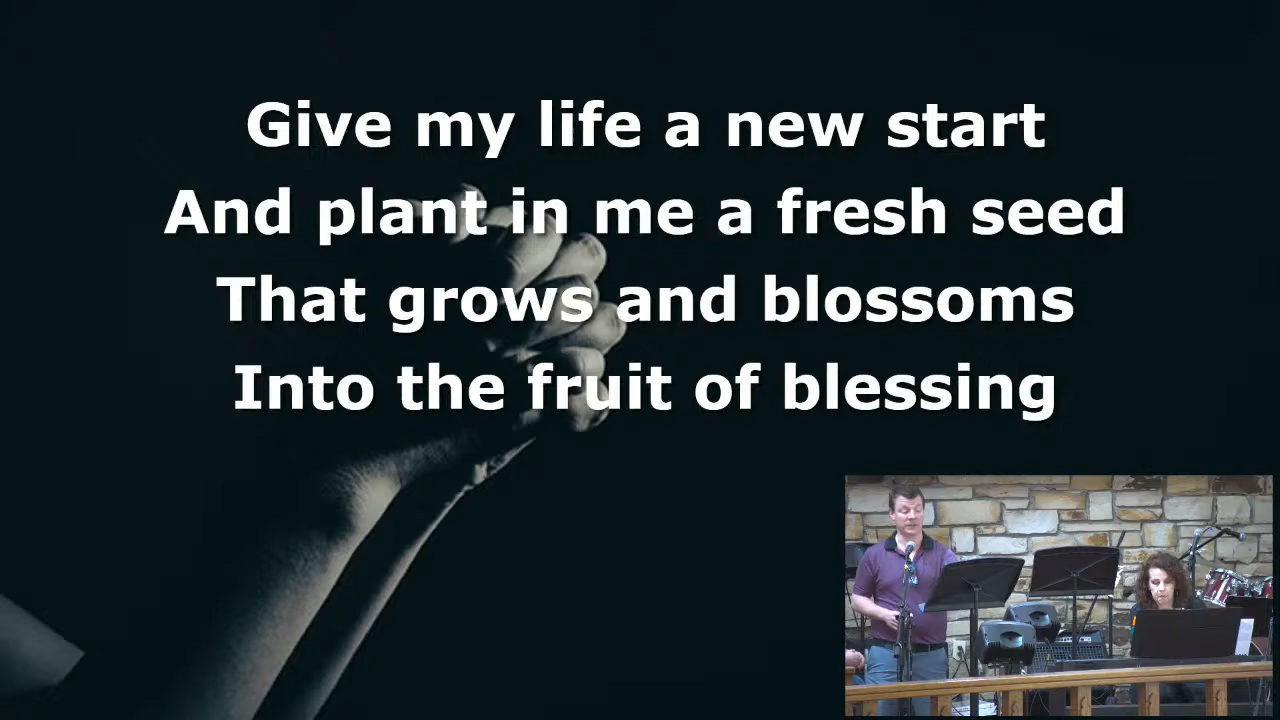 Give my life a new start
And plant in me a fresh seed
That grows and blossoms
Into the fruit of blessing